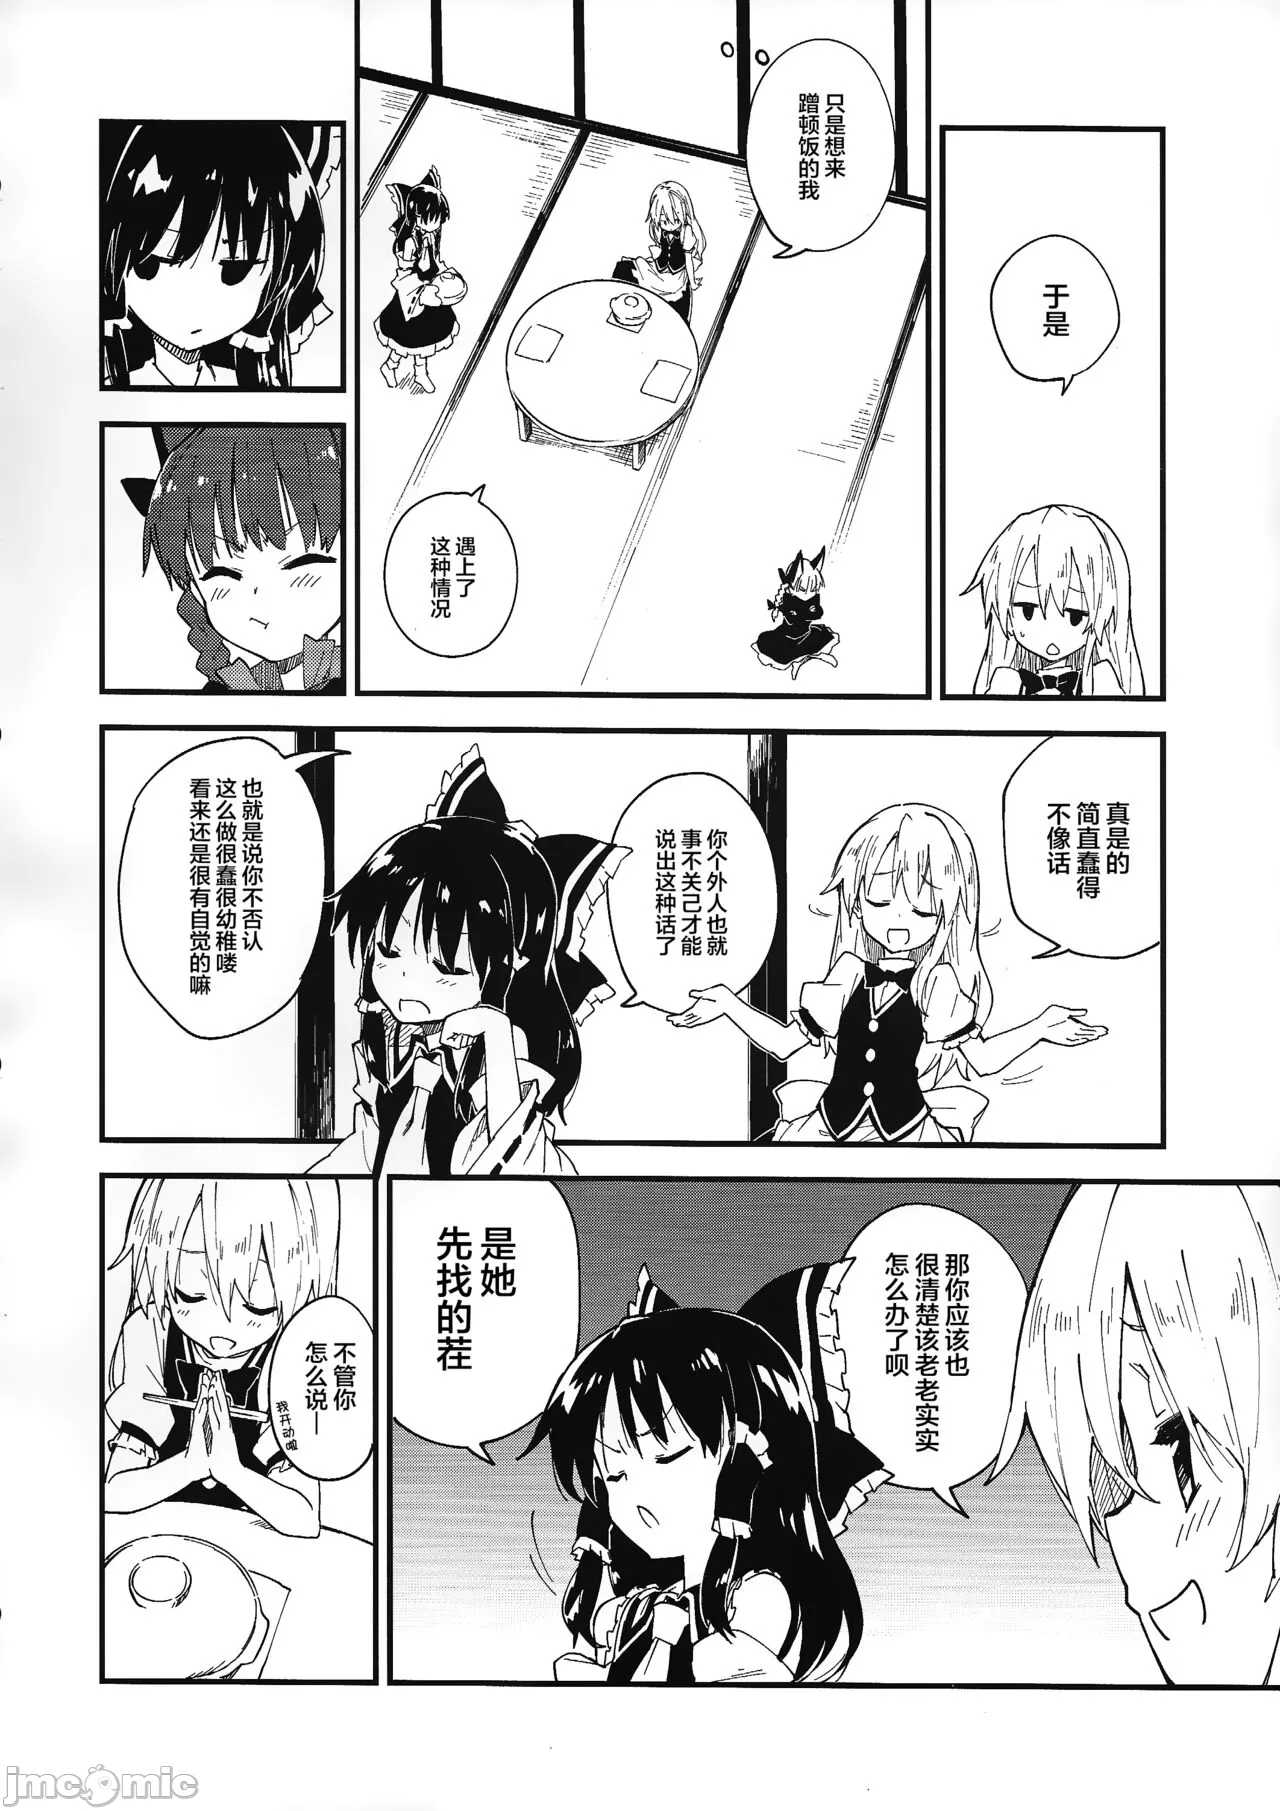 于是
只是想来
蹭顿饭的我
遇上了
这种情况
真是的
简直蠢得
不像话
你个外人也就
事不关己才能
说出这种话了
也就是说你不否认
这么做很蠢很幼稚喽
看来还是很有自觉的嘛
那你应该也
很清楚该老老实实
怎么办了呗
是她
先找的茬
不管你
怎么说—
我开动啦
jmcomic